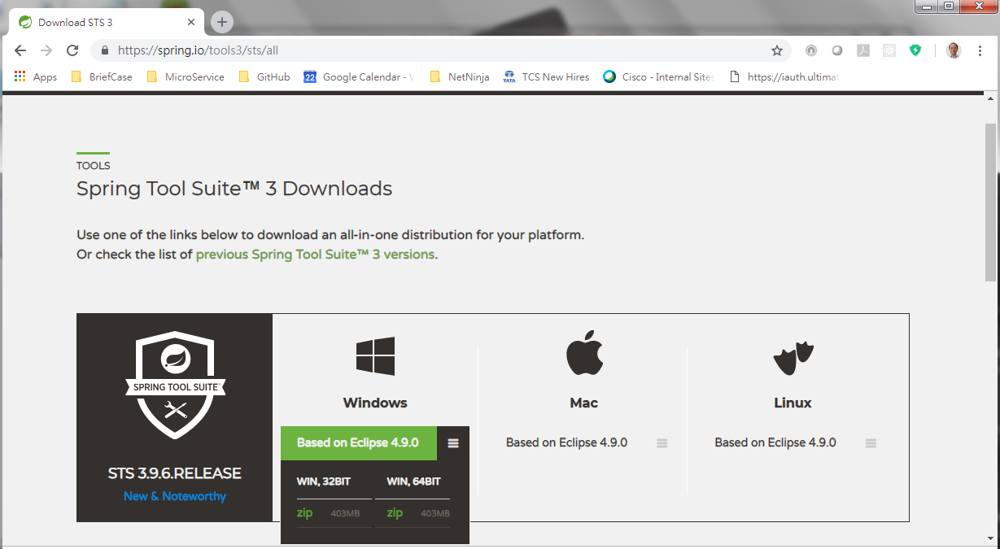 Download STS 3
https://spring.io/tools3/sts/all
Apps BriefCase MicroService GitHub 22 Google Calendar - NetNinja TATA TCS New Hires Cisco - Internal Sites https://iauth.ultimat
TOOLS
Spring Tool Suite™ 3 Downloads
Use one of the links below to download an all-in-one distribution for your platform.
Or check the list of previous Spring Tool Suite™ 3 versions.
SPRING TOOL SUITE™
STS 3.9.6.RELEASE
New & Noteworthy
Windows
Based on Eclipse 4.9.0
WIN, 32BIT WIN, 64BIT
zip 403MB zip 403MB
Mac
Based on Eclipse 4.9.0
Linux
Based on Eclipse 4.9.0